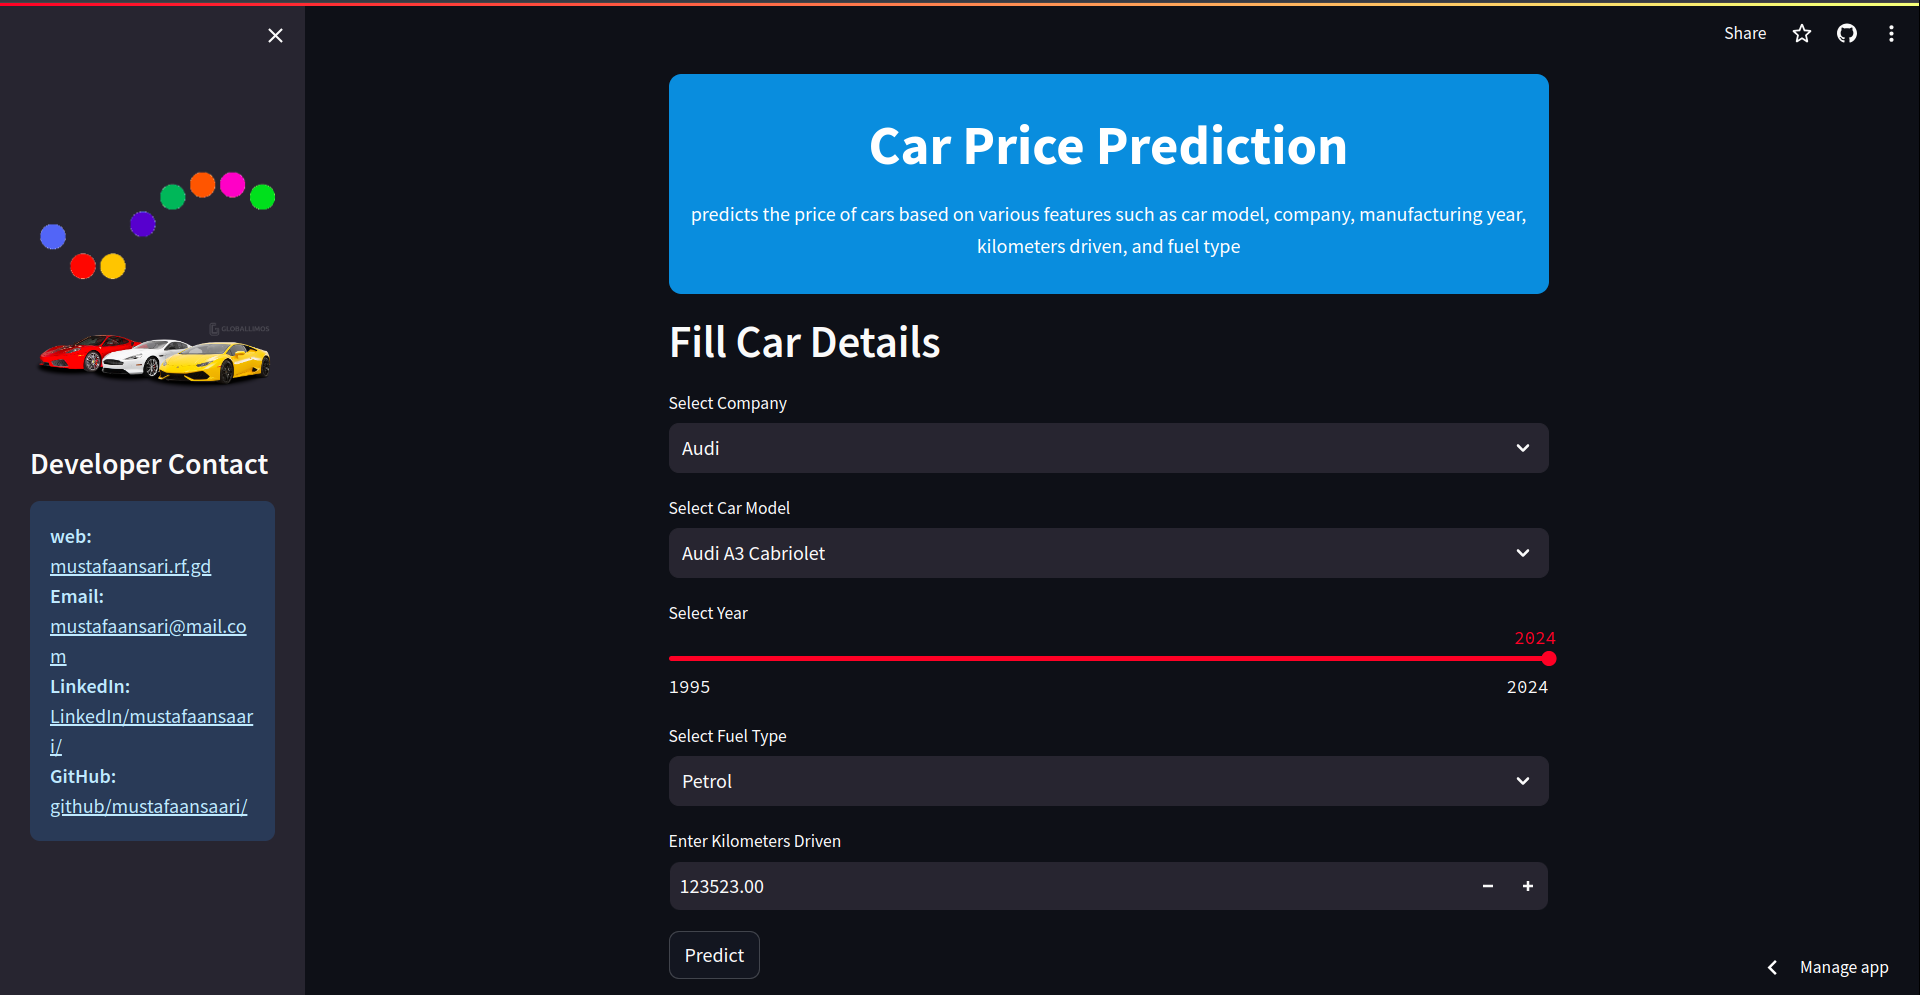 Share
GLOBALLIMOS
Developer Contact
web:
mustafaansari.rf.gd
Email:
mustafaansari@mail.co
m
LinkedIn:
LinkedIn/mustafaansaar
i/
GitHub:
github/mustafaansaari/
Car Price Prediction
predicts the price of cars based on various features such as car model, company, manufacturing year,
kilometers driven, and fuel type
Fill Car Details
Select Company
Audi
Select Car Model
Audi A3 Cabriolet
Select Year
2024
1995 2024
Select Fuel Type
Petrol
Enter Kilometers Driven
123523.00
Predict
Manage app